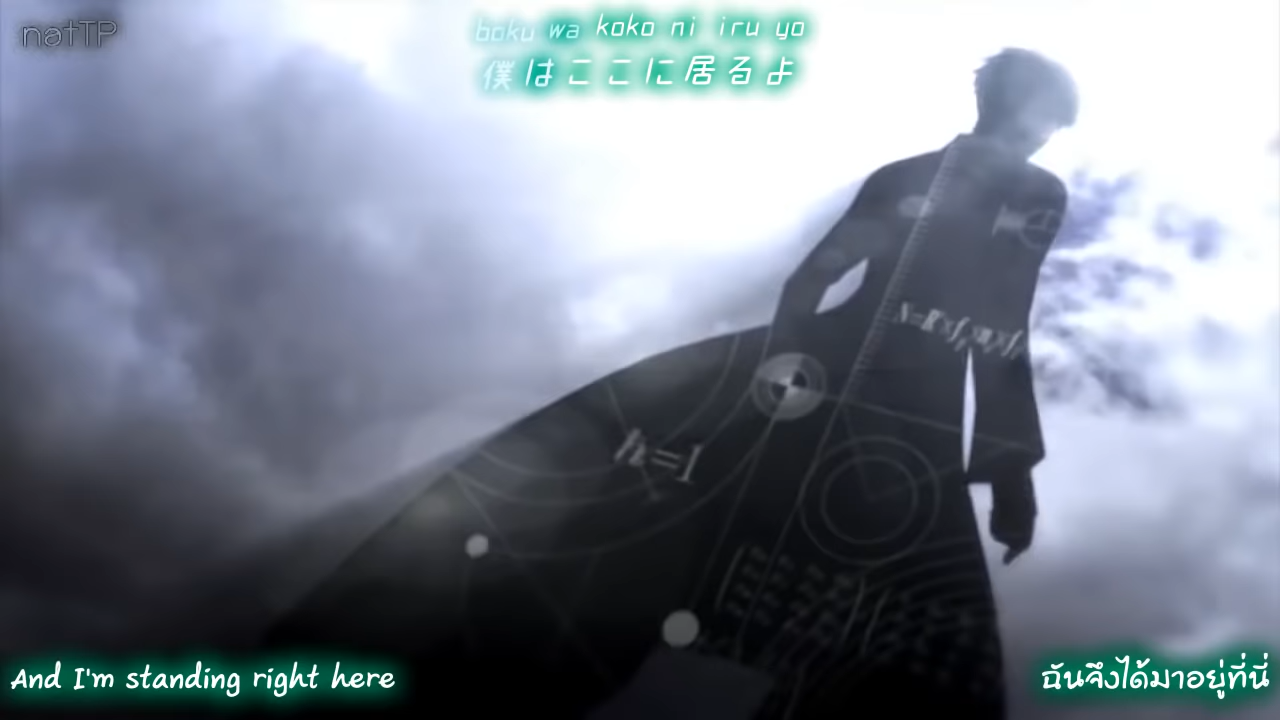 natTP
boku wa koko ni iru yo
僕はここに居るよ
h=1
And I'm standing right here
ฉันจึงได้มาอยู่ที่นี่